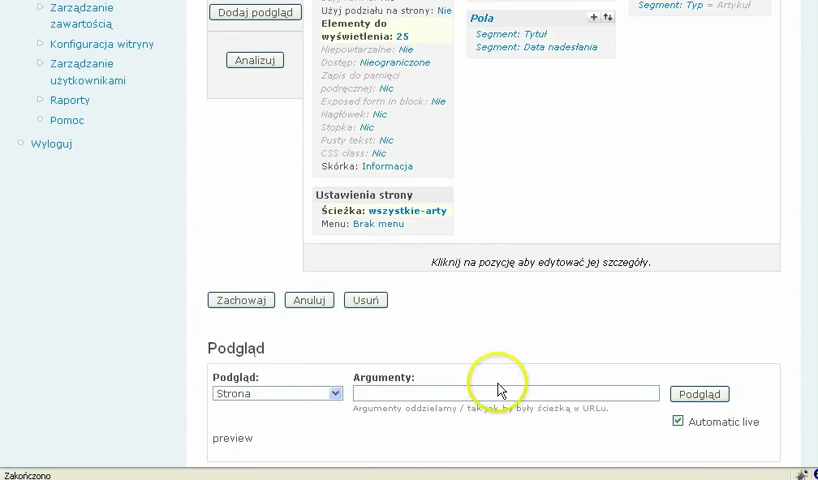 Zarządzanie
zawartością
Konfiguracja witryny
Zarządzanie
użytkownikami
Raporty
Pomoc
Wyloguj
Dodaj podgląd
Analizuj
Użyj podziału na strony: Nie
Elementy do
wyświetlenia: 25
Niepowtarzalne: Nie
Dostęp: Nieograniczone
Zapis do pamięci
podręcznej: Nic
Exposed form in block: Nie
Nagłówek: Nic
Stopka: Nic
Pusty tekst: Nic
CSS class: Nic
Skórka: Informacja
Ustawienia strony
Ścieżka: wszystkie-arty
Menu: Brak menu
Pola
Segment: Tytuł
Segment: Data nadesłania
Segment: Typ = Artykuł
Kliknij na pozycję aby edytować jej szczegóły.
Zachowaj
Anuluj
Usuń
Podgląd
Podgląd:
Strona
Argumenty:
Argumenty oddzielamy / tak jak by były ścieżką w URLu.
Podgląd
Automatic live
preview
Zakończono